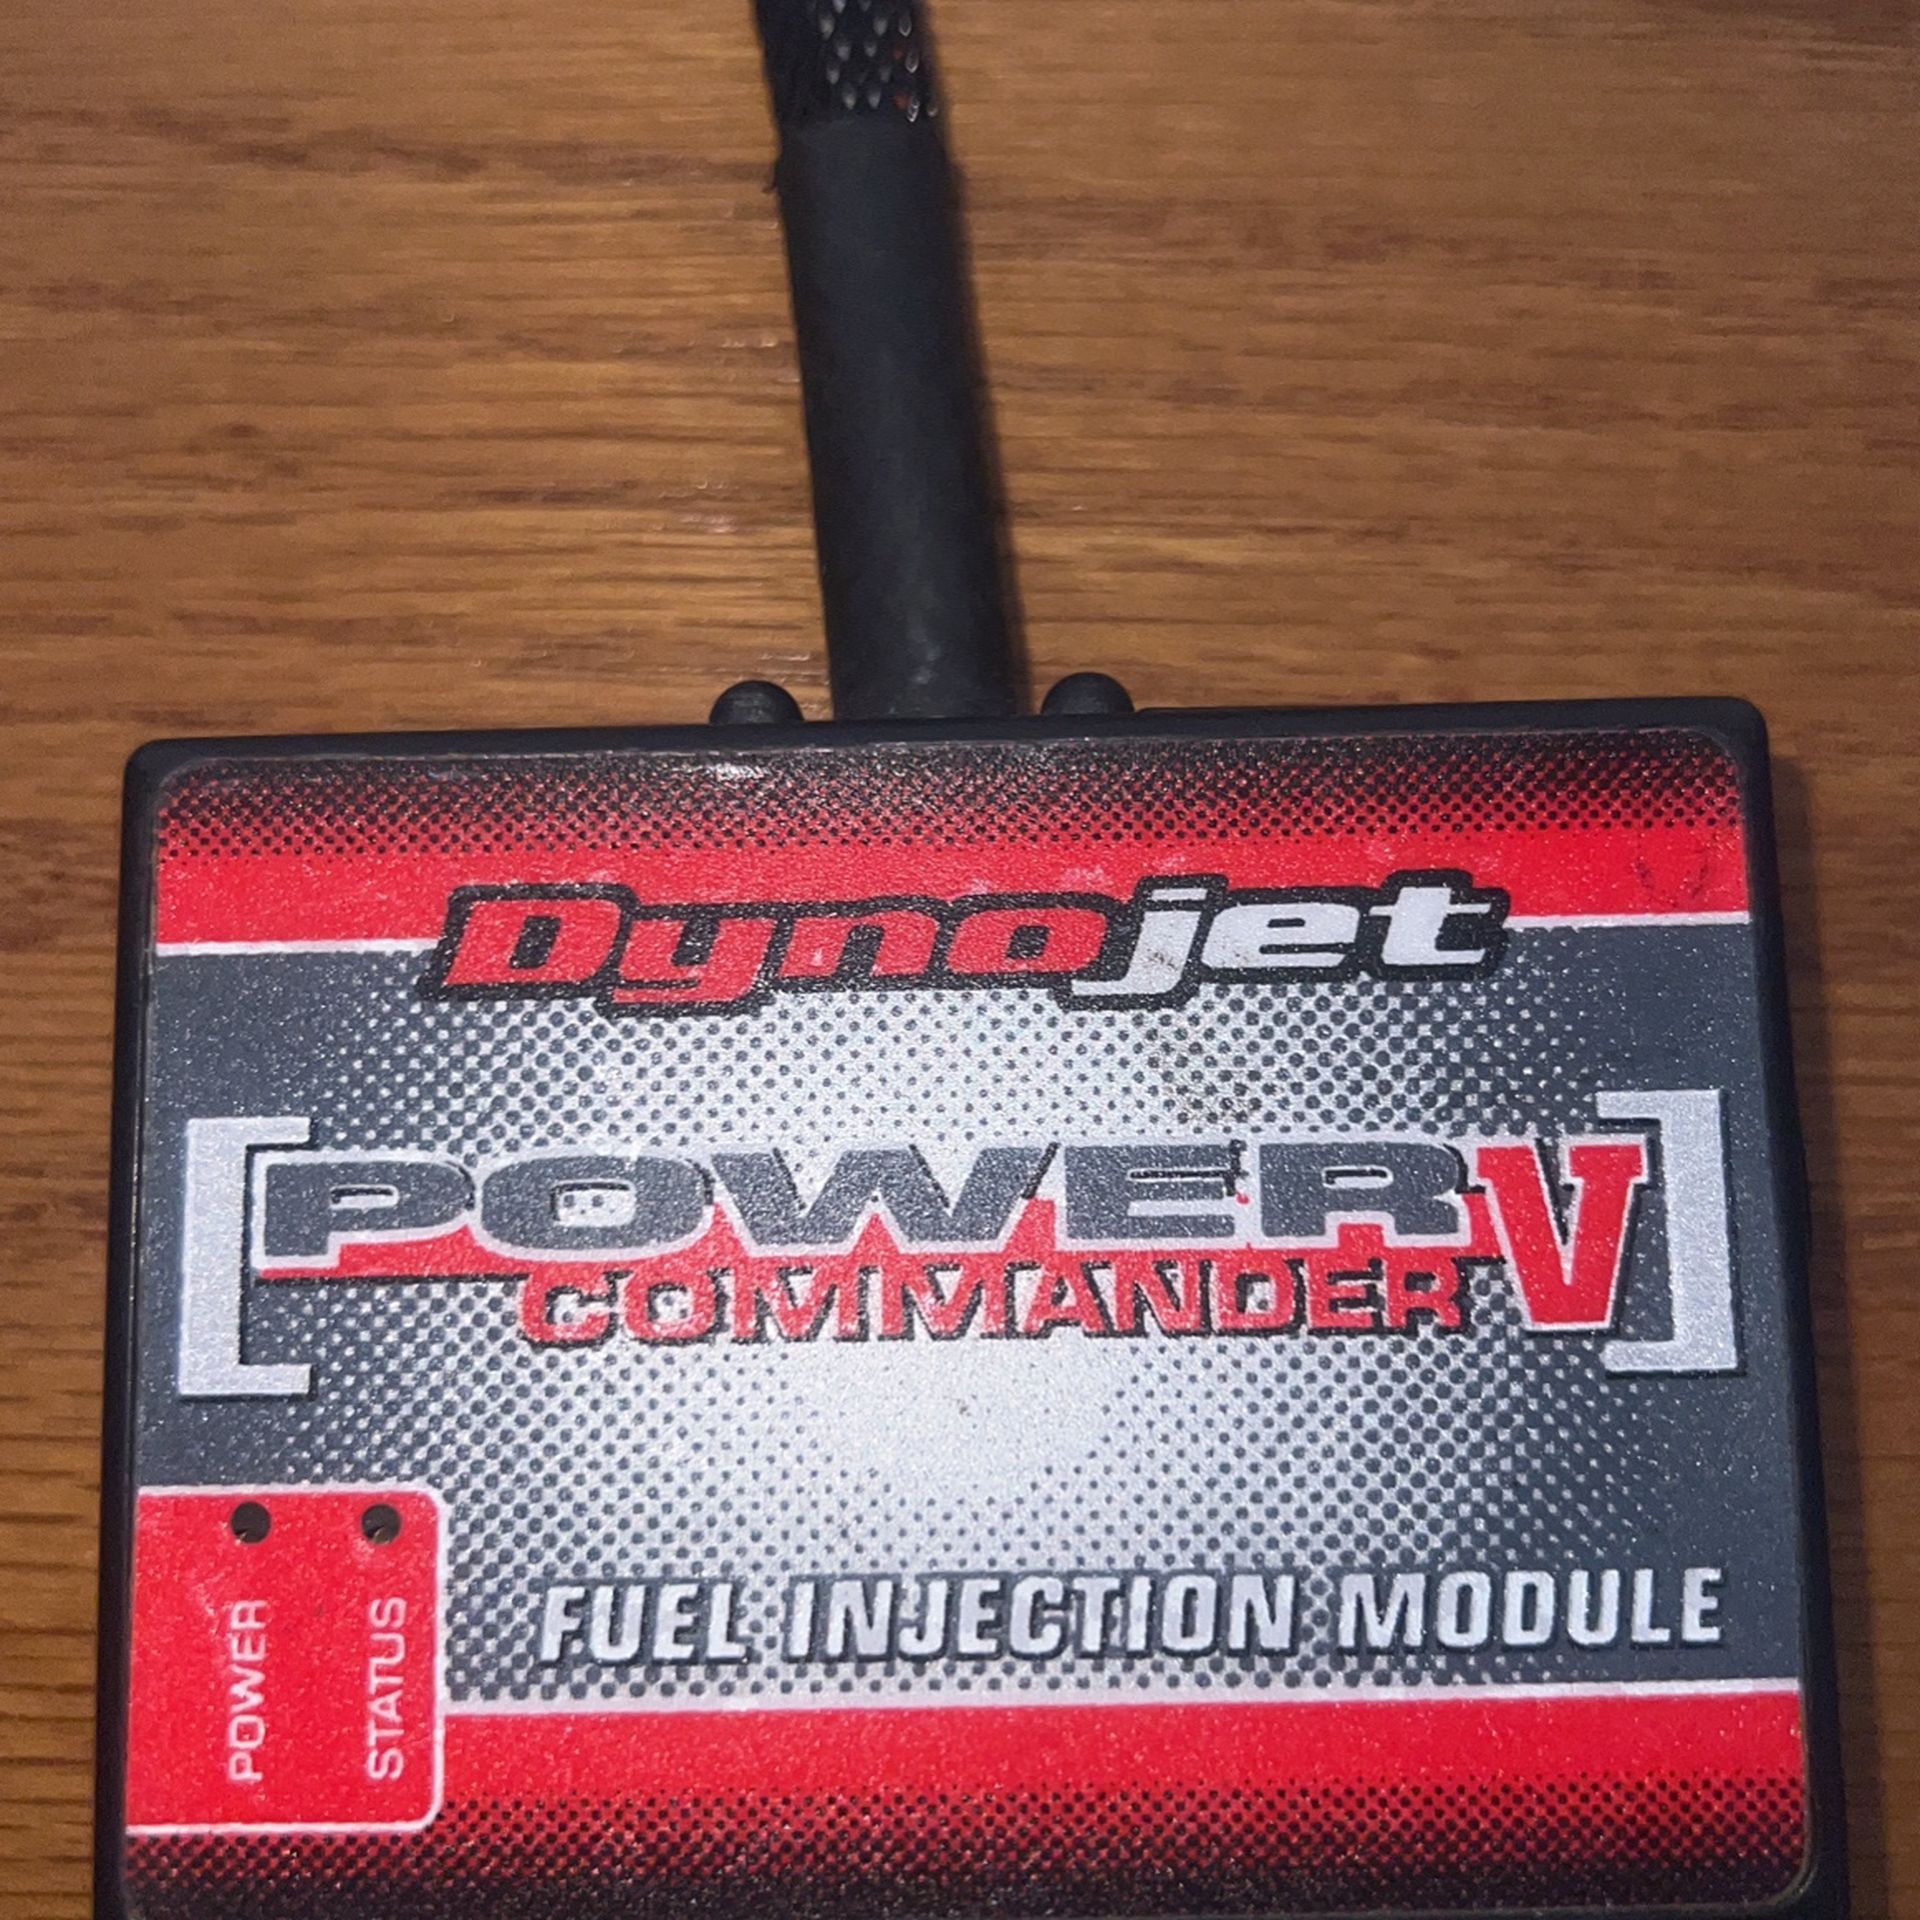 Dynojet
POWER V
COMMANDER
FUEL INJECTION MODULE
POWER
STATUS